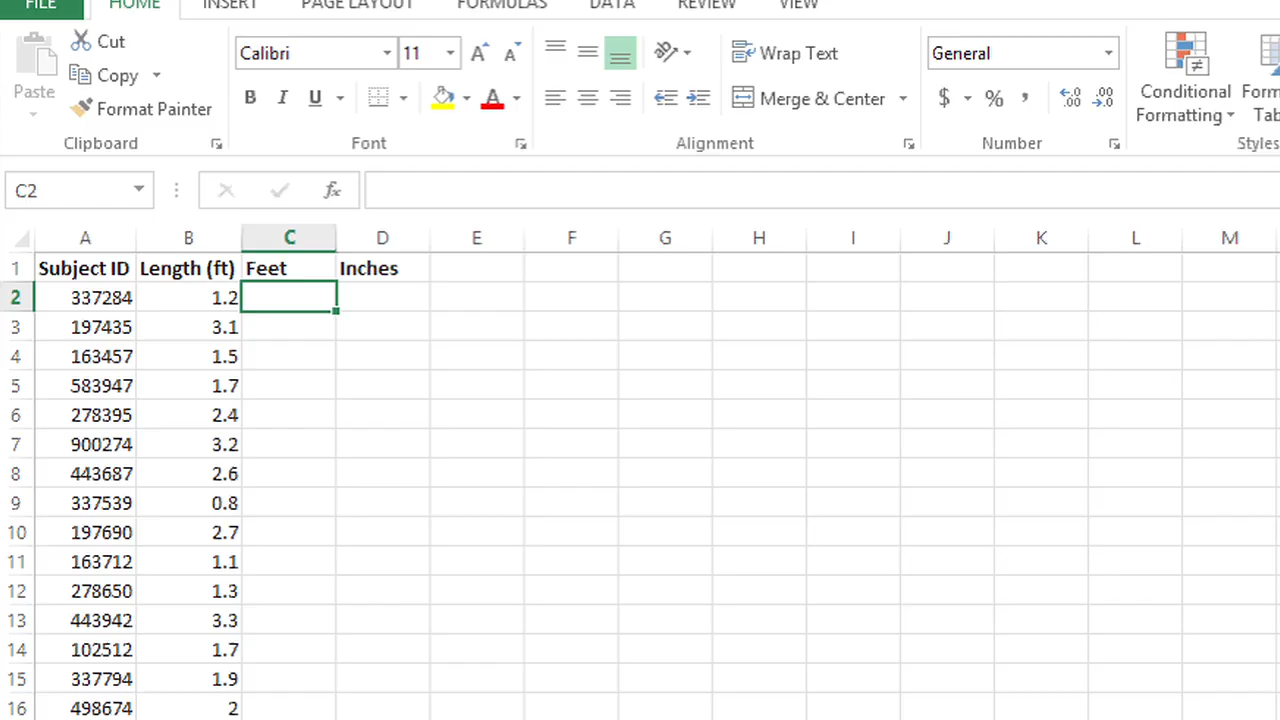 FILE HOME INSERT PAGE LAYOUT FORMULAS DATA REVIEW VIEW
Paste
Cut
Copy
Format Painter
Clipboard
Calibri 11 A A
B I U A
Font
Wrap Text
Merge & Center
Alignment
General
$ % , .00 .0 .00
Number
Conditional
Formatting
Styles
C2 fx
A B C D E F G H I J K L M
1 Subject ID Length (ft) Feet Inches
2 337284 1.2
3 197435 3.1
4 163457 1.5
5 583947 1.7
6 278395 2.4
7 900274 3.2
8 443687 2.6
9 337539 0.8
10 197690 2.7
11 163712 1.1
12 278650 1.3
13 443942 3.3
14 102512 1.7
15 337794 1.9
16 498674 2